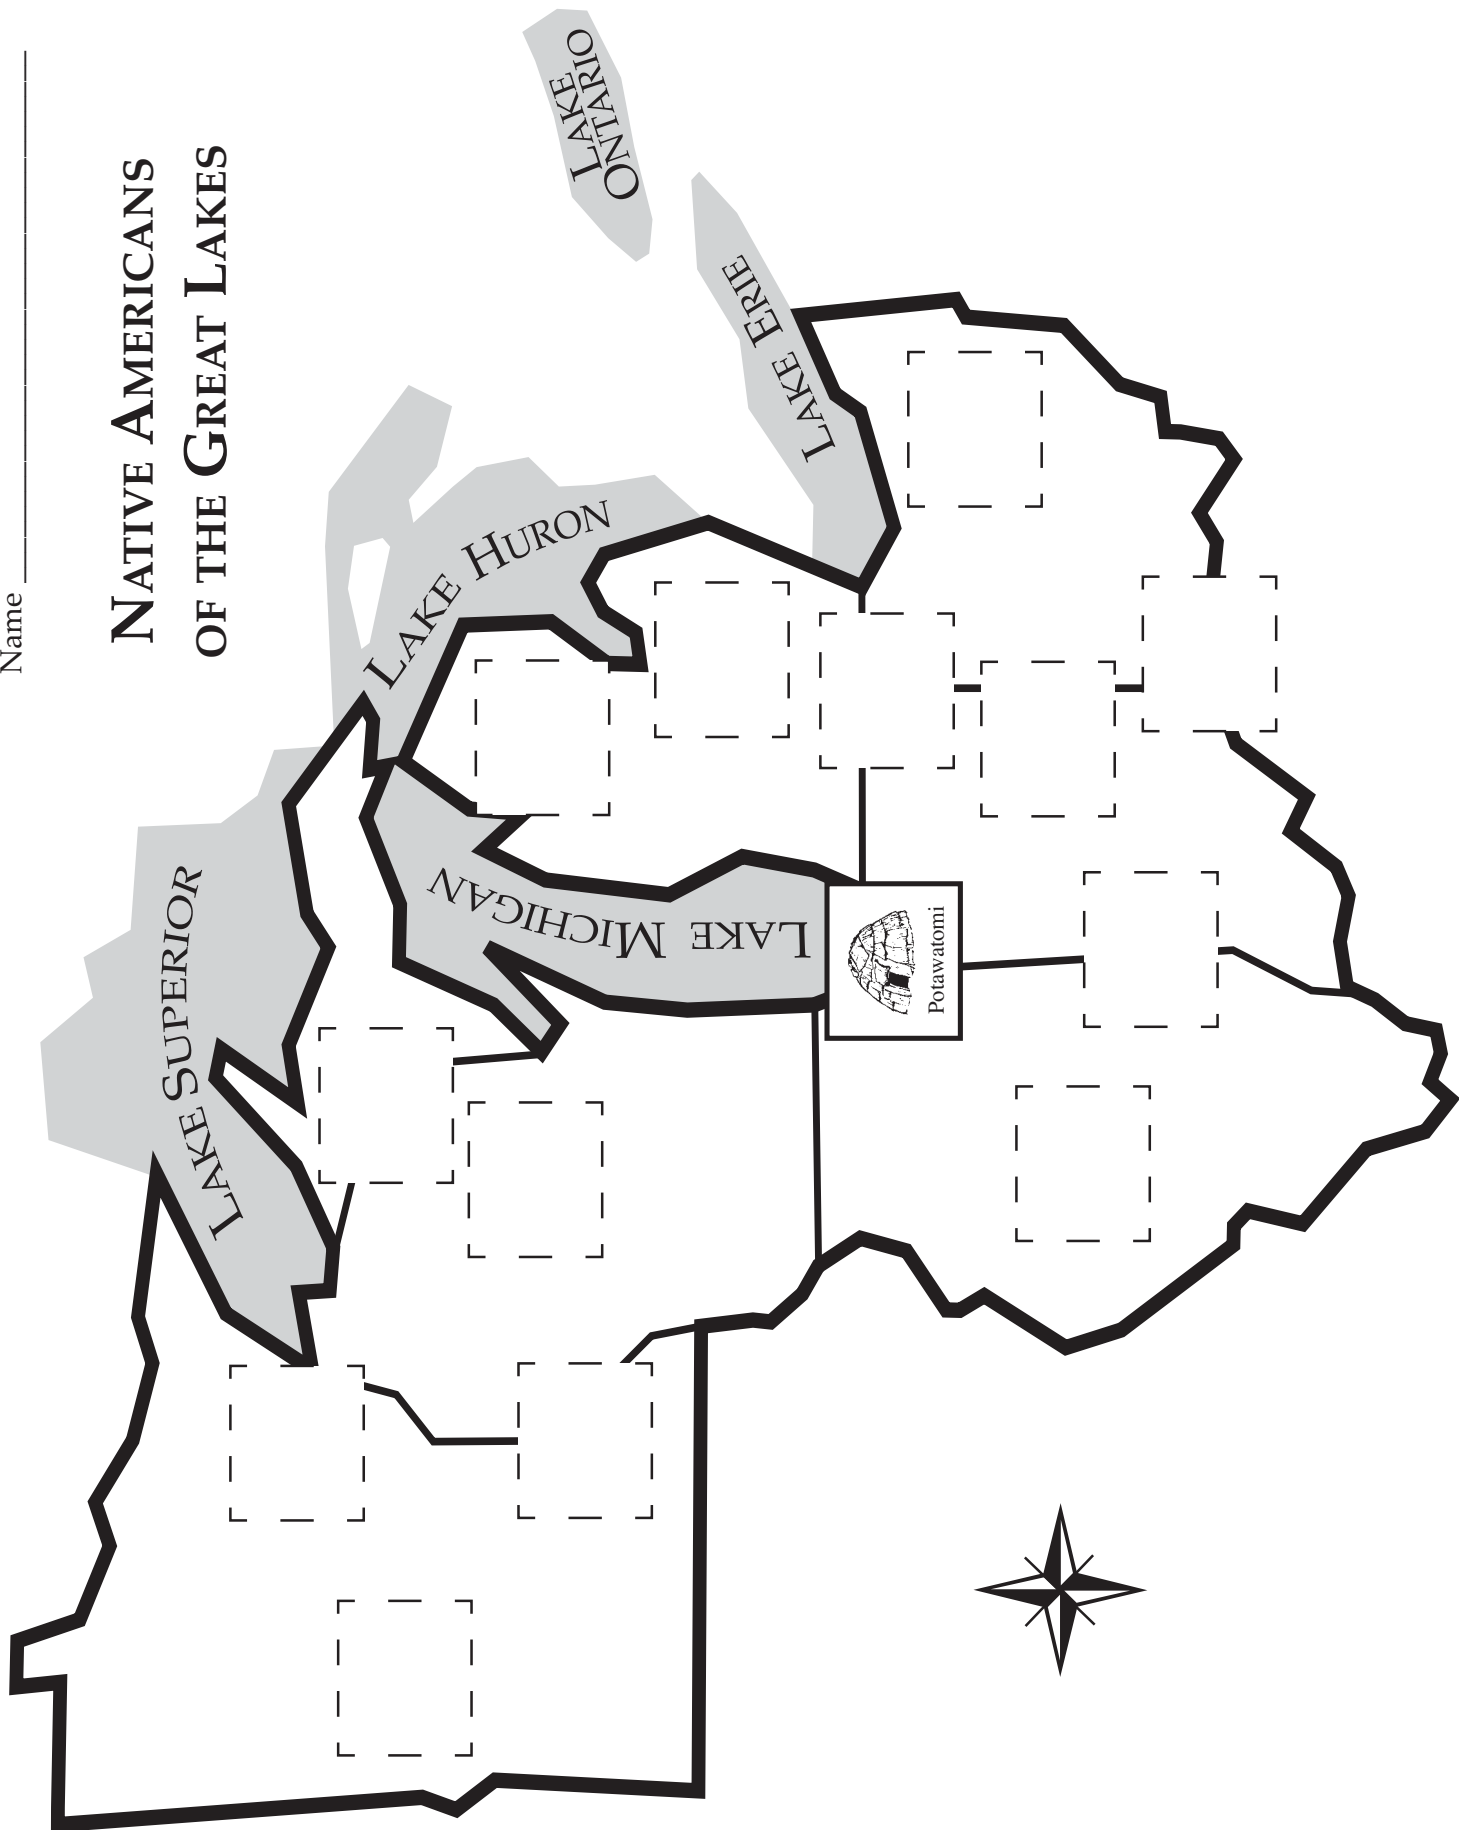 Name
NATIVE AMERICANS
OF THE GREAT LAKES
LAKE SUPERIOR
LAKE HURON
LAKE
ONTARIO
LAKE ERIE
LAKE MICHIGAN
Potawatomi